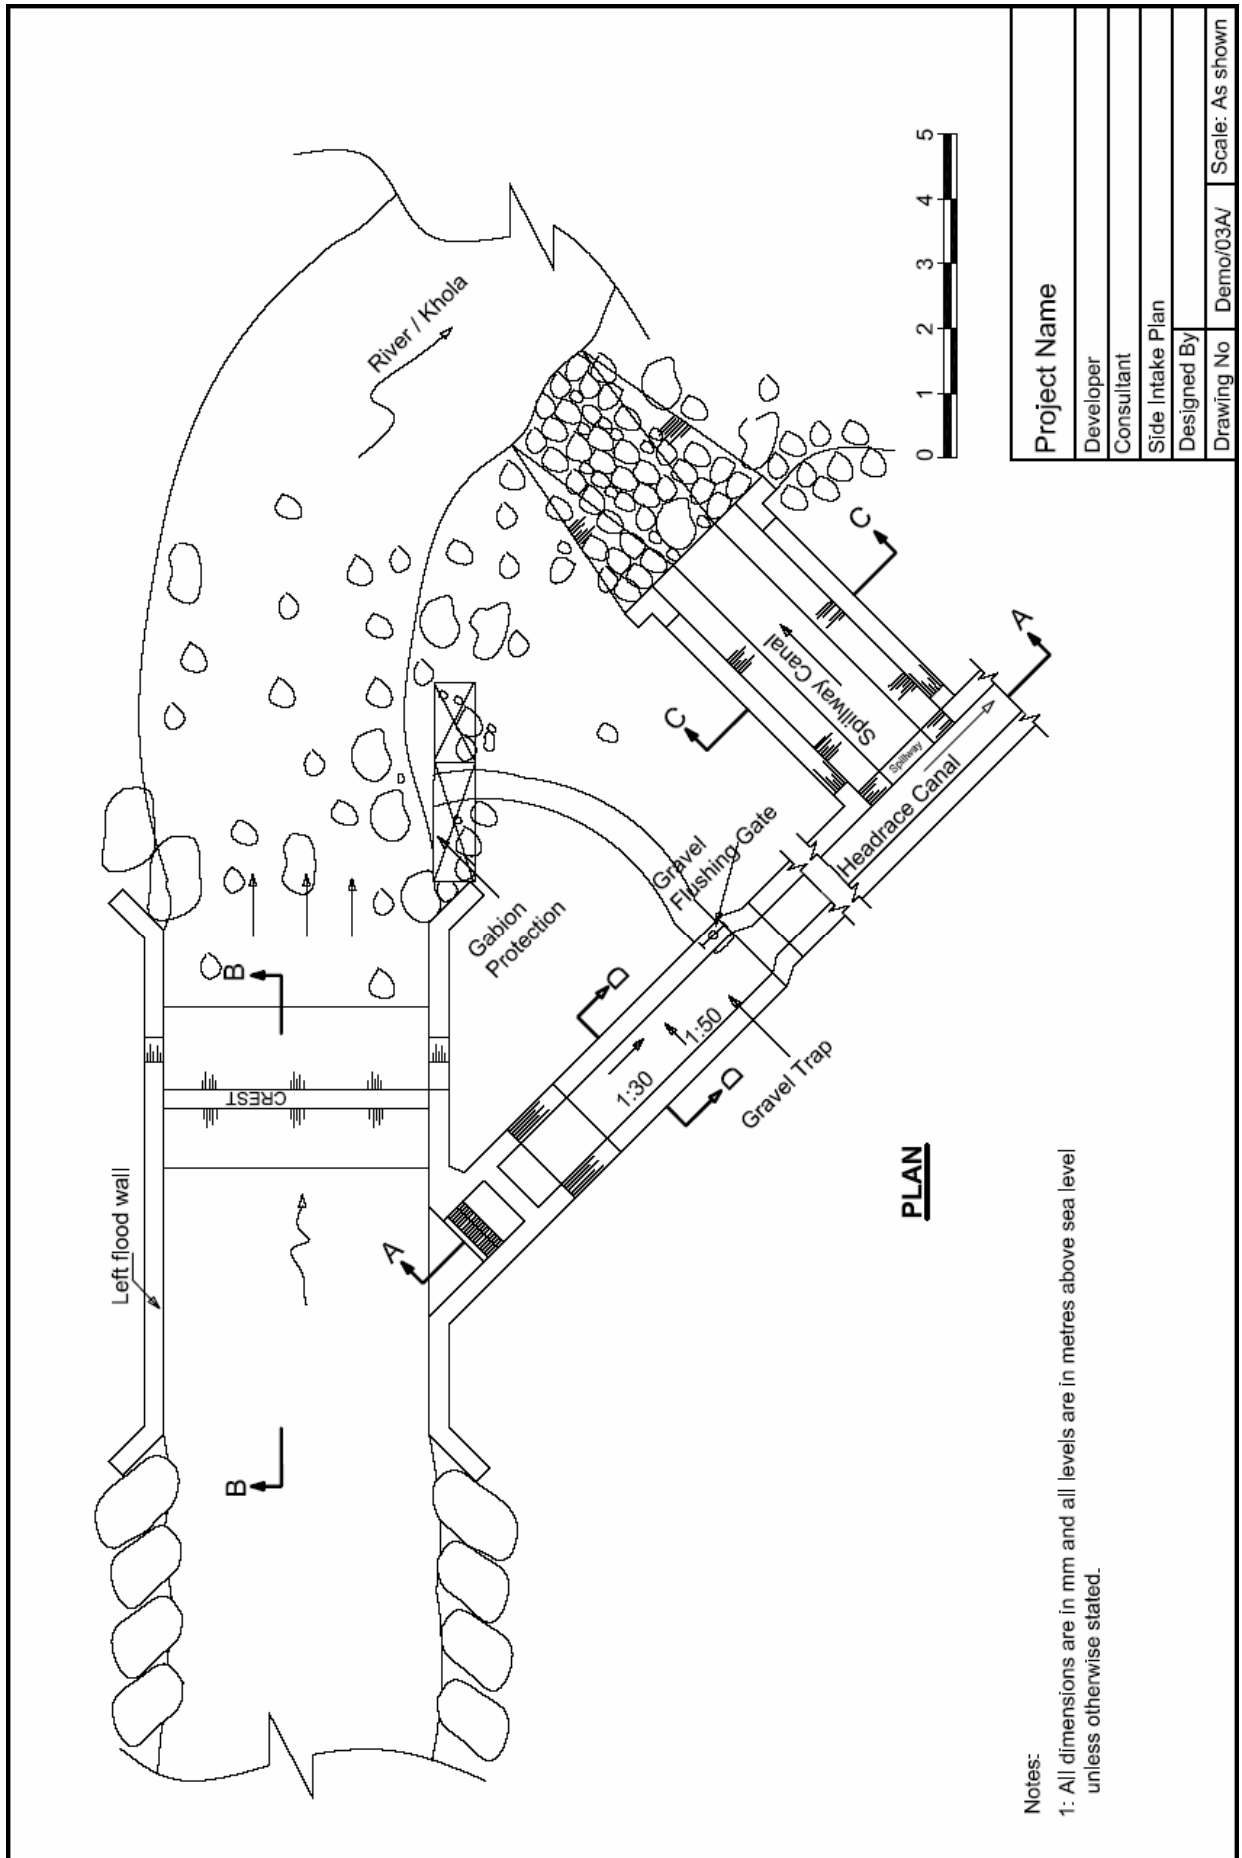 Left flood wall
River / Khola
B
B
CREST
A
A
Gabion
Protection
Gravel
Flushing Gate
D
D
1:30
1:50
Gravel Trap
Headrace Canal
Spillway
Spillway Canal
C
C
0 1 2 3 4 5
PLAN
Notes:
1: All dimensions are in mm and all levels are in metres above sea level
unless otherwise stated.
Project Name
Developer
Consultant
Side Intake Plan
Designed By
Drawing No Demo/03A/ Scale: As shown